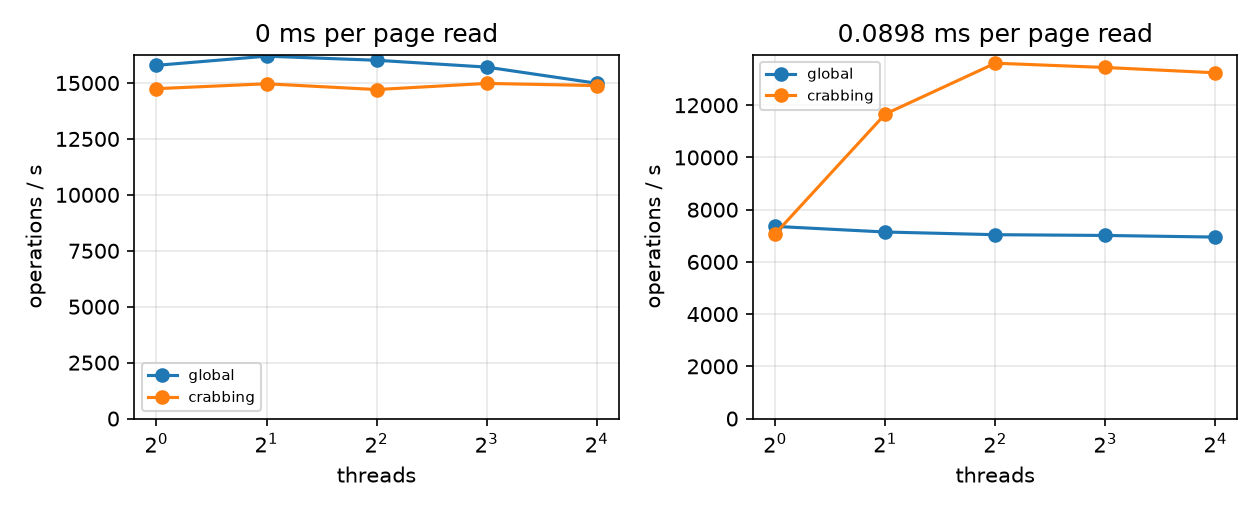 0 ms per page read
operations / s
15000
12500
10000
7500
5000
2500
0
global
crabbing
2^0 2^1 2^2 2^3 2^4
threads
0.0898 ms per page read
operations / s
12000
10000
8000
6000
4000
2000
0
global
crabbing
2^0 2^1 2^2 2^3 2^4
threads